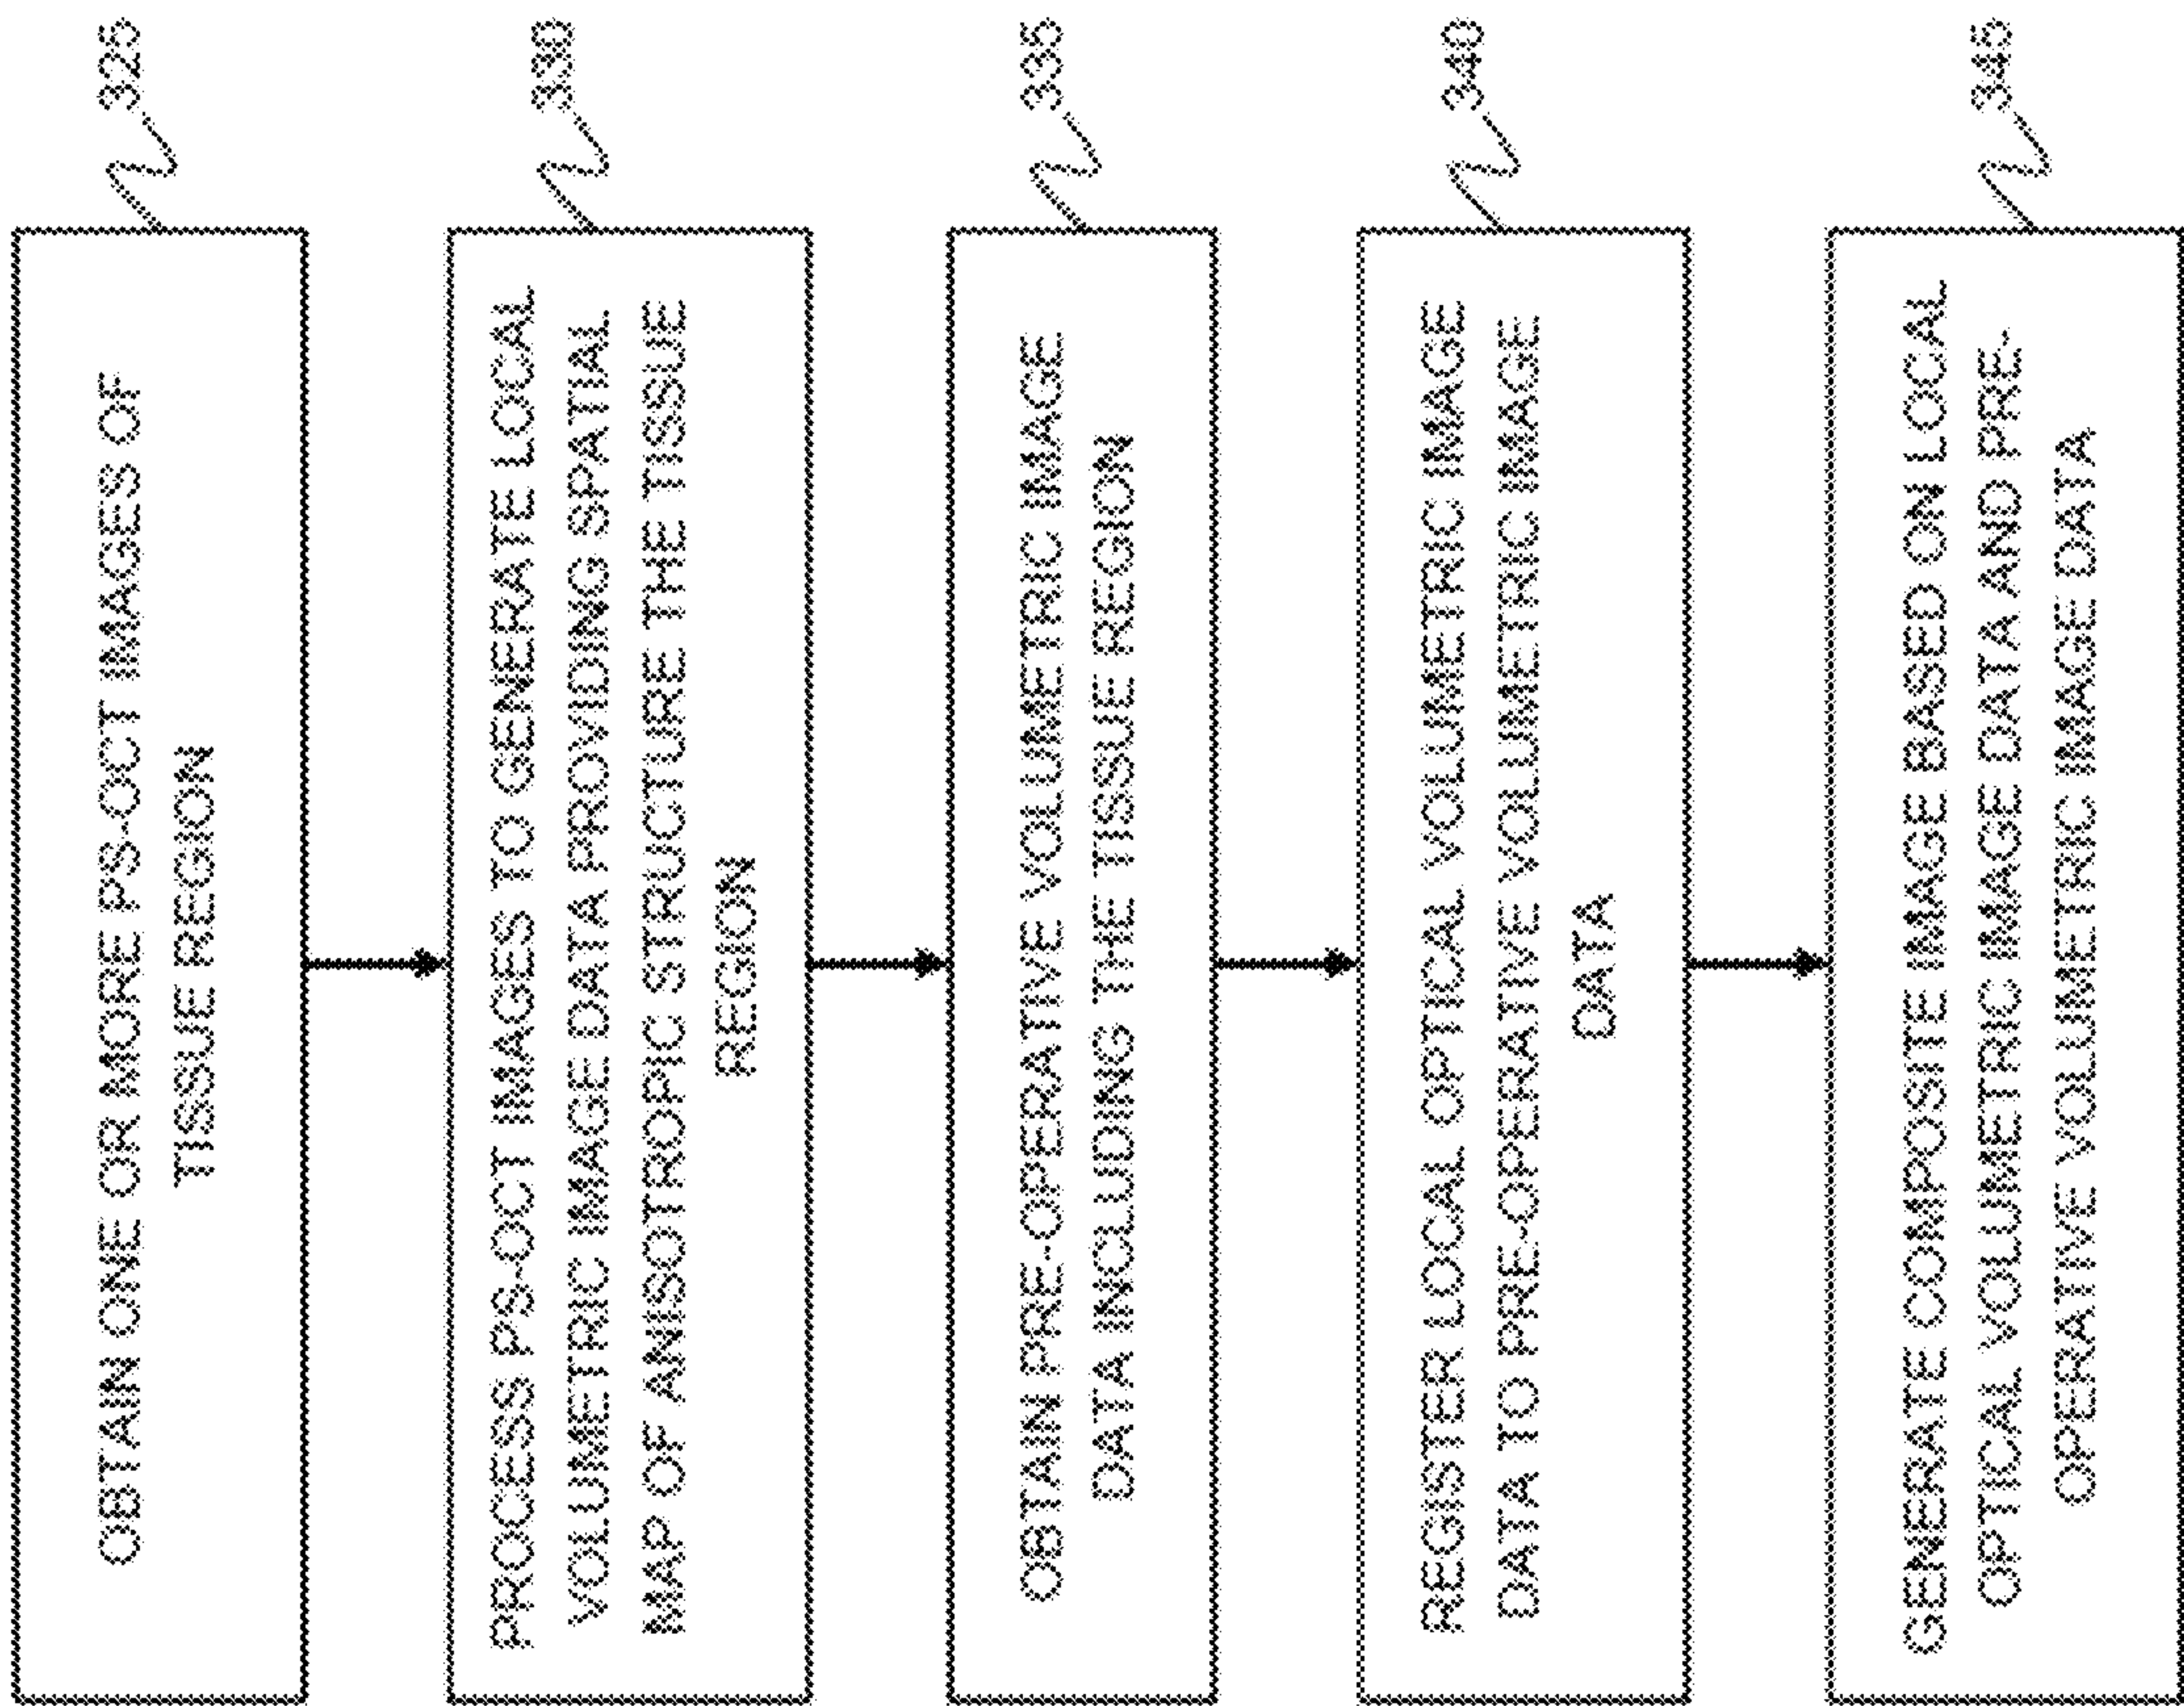 OBTAIN ONE OR MORE PS-OCT IMAGES OF
TISSUE REGION
325
PROCESS PS-OCT IMAGES TO GENERATE LOCAL
VOLUMETRIC IMAGE DATA PROVIDING SPATIAL
MAP OF ANISOTROPIC STRUCTURE THE TISSUE
REGION
330
OBTAIN PRE-OPERATIVE VOLUMETRIC IMAGE
DATA INCLUDING THE TISSUE REGION
335
REGISTER LOCAL OPTICAL VOLUMETRIC IMAGE
DATA TO PRE-OPERATIVE VOLUMETRIC IMAGE
DATA
340
GENERATE COMPOSITE IMAGE BASED ON LOCAL
OPTICAL VOLUMETRIC IMAGE DATA AND PRE-
OPERATIVE VOLUMETRIC IMAGE DATA
345